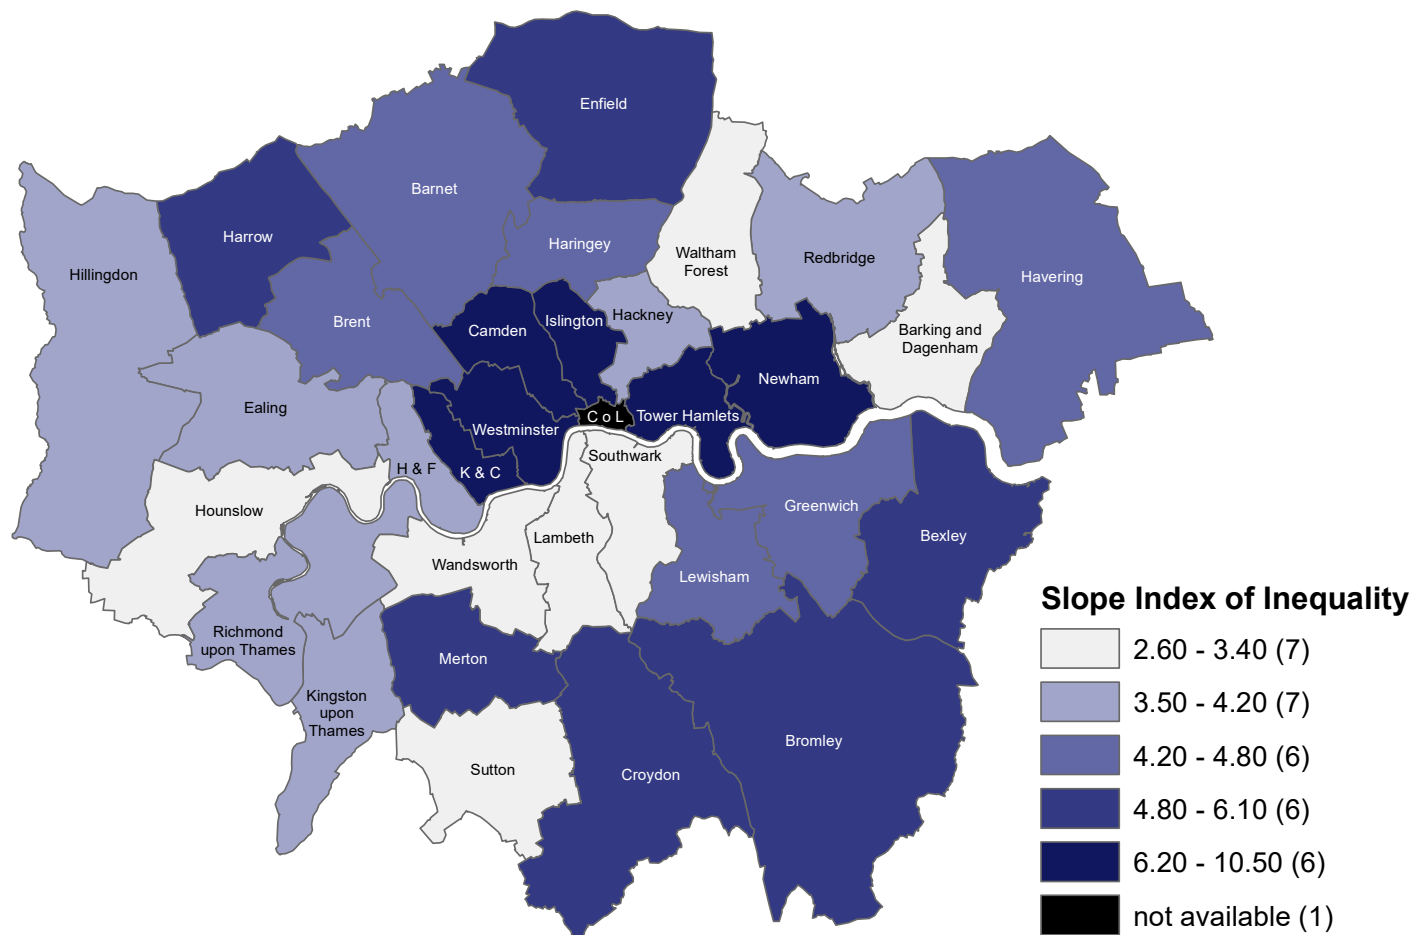 Enfield
Barnet
Harrow
Haringey
Waltham
Forest
Redbridge
Hillingdon
Havering
Brent
Camden
Islington
Hackney
Barking and
Dagenham
Newham
Ealing
Westminster
C o L
Tower Hamlets
H & F
K & C
Southwark
Hounslow
Greenwich
Lambeth
Bexley
Wandsworth
Lewisham
Richmond
upon Thames
Merton
Kingston
upon
Thames
Sutton
Croydon
Bromley
Slope Index of Inequality
2.60 - 3.40 (7)
3.50 - 4.20 (7)
4.20 - 4.80 (6)
4.80 - 6.10 (6)
6.20 - 10.50 (6)
not available (1)